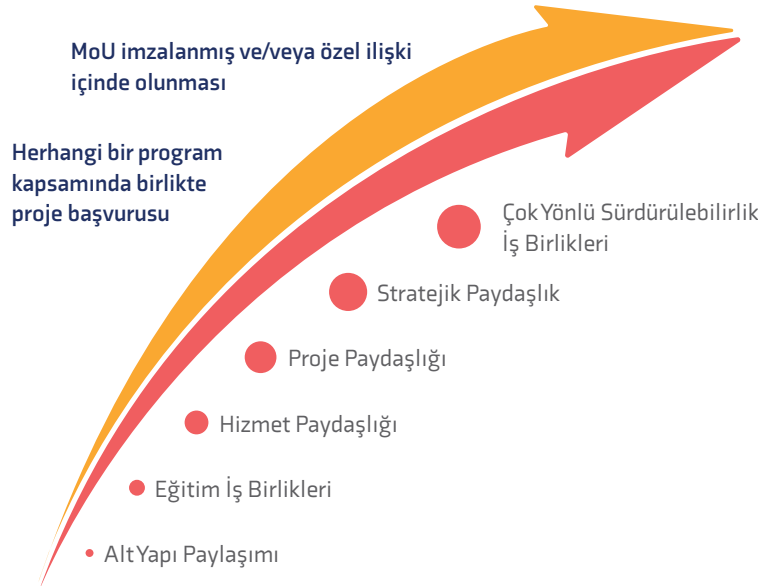 MoU imzalanmış ve/veya özel ilişki
içinde olunması
Herhangi bir program
kapsamında birlikte
proje başvurusu
Çok Yönlü Sürdürülebilirlik
İş Birlikleri
Stratejik Paydaşlık
Proje Paydaşlığı
Hizmet Paydaşlığı
Eğitim İş Birlikleri
Alt Yapı Paylaşımı